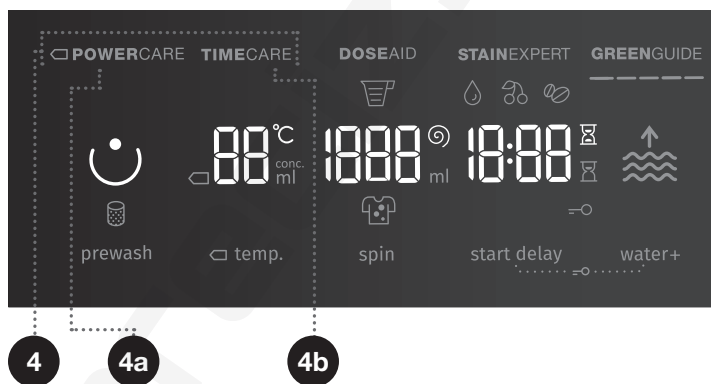 POWERCARE TIMECARE DOSEAID STAINEXPERT GREENGUIDE
88°C 1888 18:88
conc.
ml ml
prewash temp. spin start delay water+
4 4a 4b